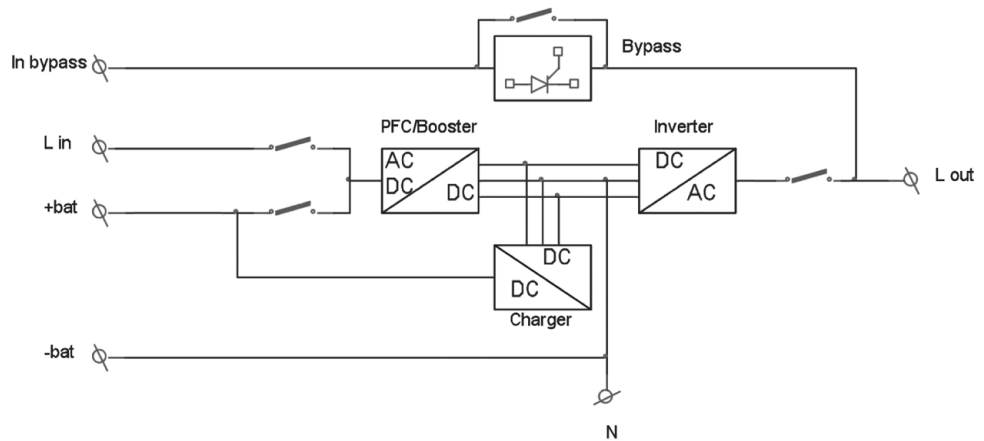 Bypass
In bypass
PFC/Booster
Inverter
L in
AC
DC
DC
DC
AC
L out
+bat
DC
DC
Charger
-bat
N